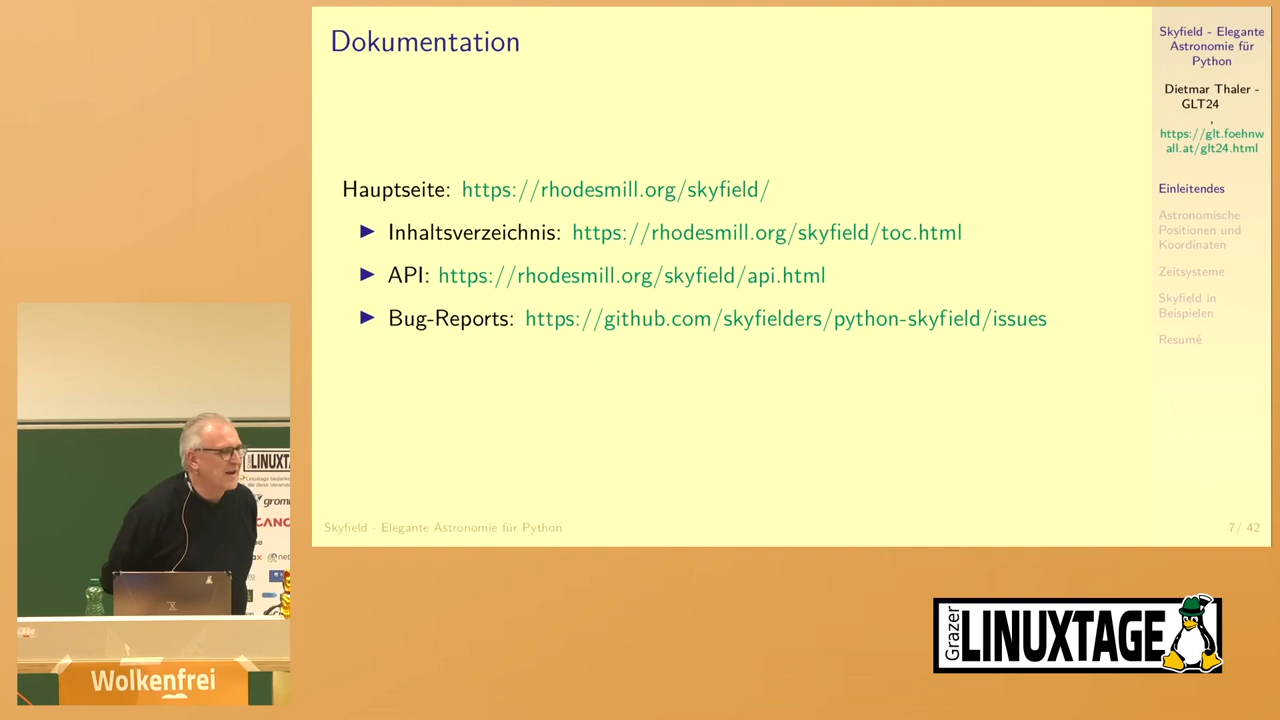 Dokumentation
Hauptseite: https://rhodesmill.org/skyfield/
Inhaltsverzeichnis: https://rhodesmill.org/skyfield/toc.html
API: https://rhodesmill.org/skyfield/api.html
Bug-Reports: https://github.com/skyfielders/python-skyfield/issues
Skyfield - Elegante Astronomie für Python
7/ 42
Skyfield - Elegante
Astronomie für
Python
Dietmar Thaler -
GLT24
,
https://glt.foehnw
all.at/glt24.html
Einleitendes
Astronomische
Positionen und
Koordinaten
Zeitsysteme
Skyfield in
Beispielen
Resumé
LINUXTA
Wolkenfrei
Grazer
LINUXTAGE